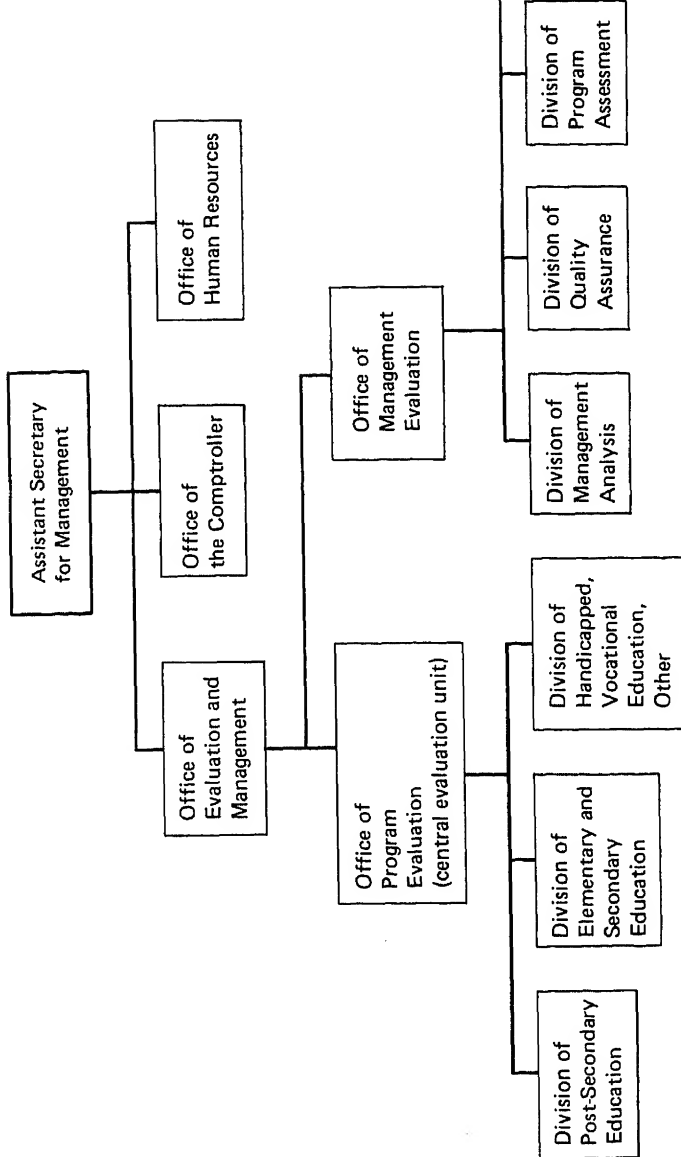 Assistant Secretary
for Management
Office of
Evaluation and
Management
Office of
the Comptroller
Office of
Human Resources
Office of
Program
Evaluation
(central evaluation unit)
Office of
Management
Evaluation
Division of
Post-Secondary
Education
Division of
Elementary and
Secondary
Education
Division of
Handicapped,
Vocational
Education,
Other
Division of
Management
Analysis
Division of
Quality
Assurance
Division of
Program
Assessment